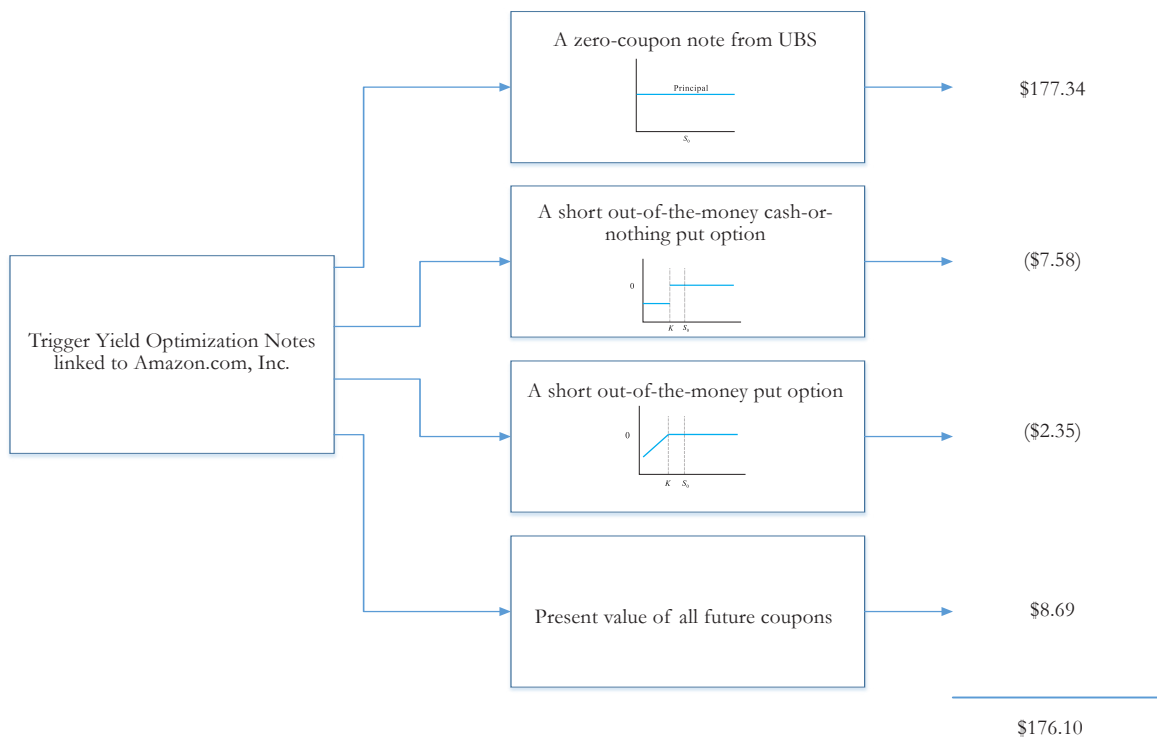 A zero-coupon note from UBS
Principal
S₀
$177.34
A short out-of-the-money cash-or-
nothing put option
0
K S₀
($7.58)
Trigger Yield Optimization Notes
linked to Amazon.com, Inc.
A short out-of-the-money put option
0
K S₀
($2.35)
Present value of all future coupons
$8.69
$176.10